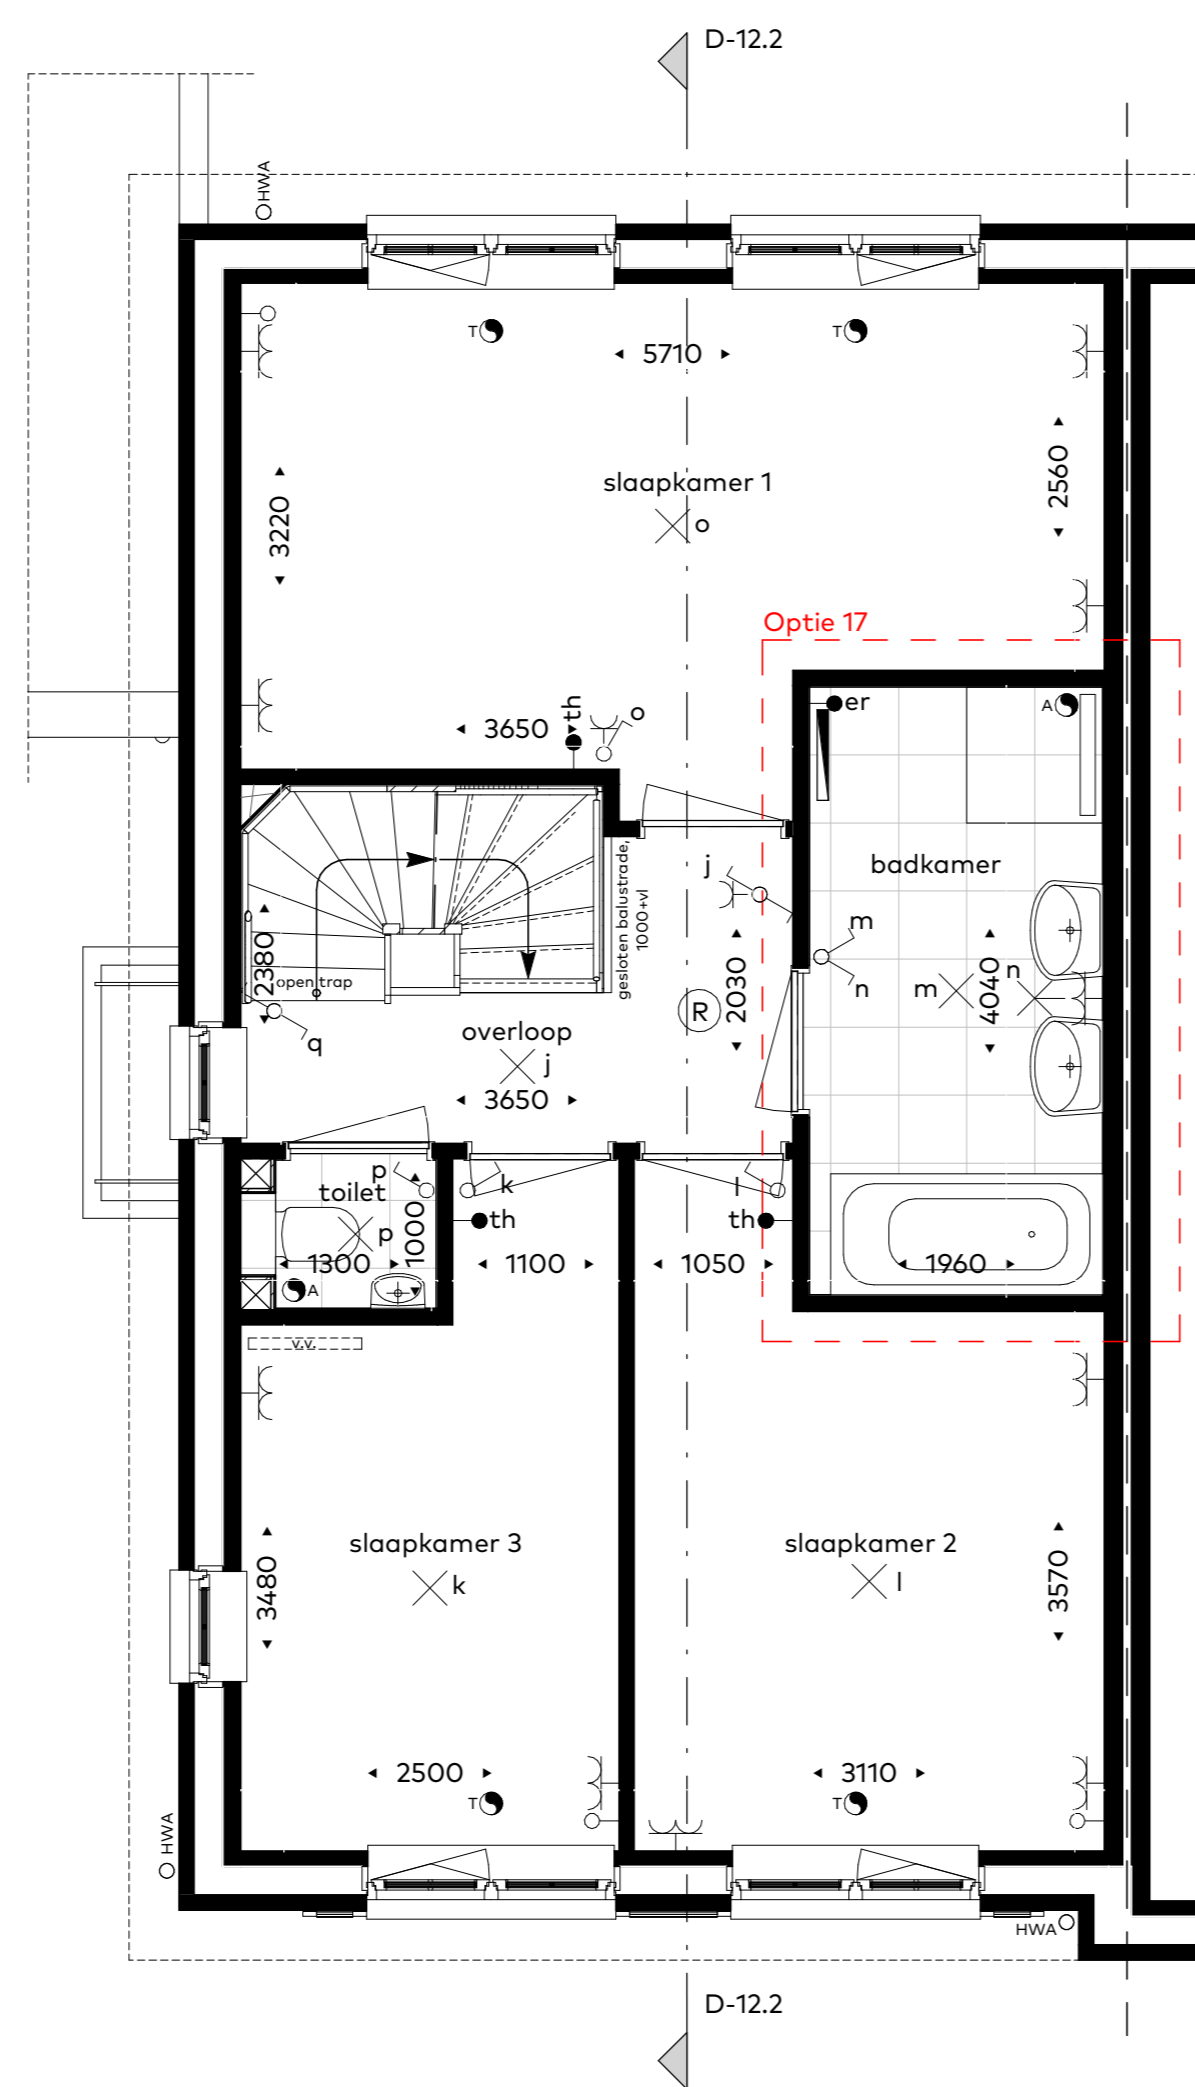 D-12.2
HWA
T
T
5710
3220
2560
slaapkamer 1
o
Optie 17
3650
th
o
er
A
badkamer
j
gesloten balustrade,
1000+vl
2380
open trap
q
overloop
j
3650
R
2030
m
n
m
4040
n
p
toilet
p
1000
1300
A
k
th
1100
l
th
1050
1960
v.v.
slaapkamer 3
k
slaapkamer 2
l
3480
3570
2500
T
3110
T
HWA
HWA
D-12.2